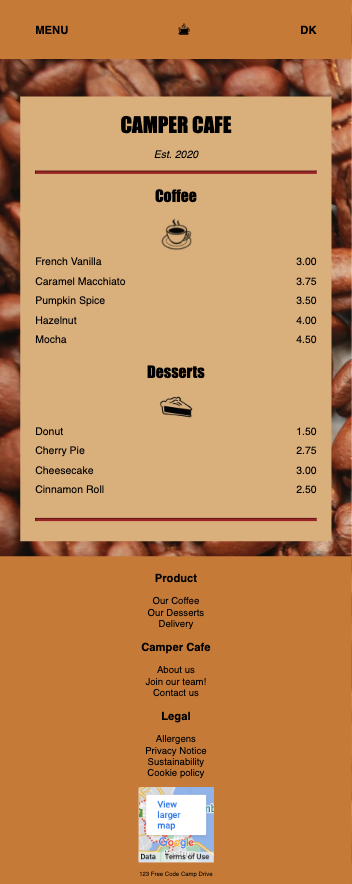 MENU DK
CAMPER CAFE
Est. 2020
Coffee
French Vanilla 3.00
Caramel Macchiato 3.75
Pumpkin Spice 3.50
Hazelnut 4.00
Mocha 4.50
Desserts
Donut 1.50
Cherry Pie 2.75
Cheesecake 3.00
Cinnamon Roll 2.50
Product
Our Coffee
Our Desserts
Delivery
Camper Cafe
About us
Join our team!
Contact us
Legal
Allergens
Privacy Notice
Sustainability
Cookie policy
View
larger
map
Google
Data Terms of Use
123 Free Code Camp Drive